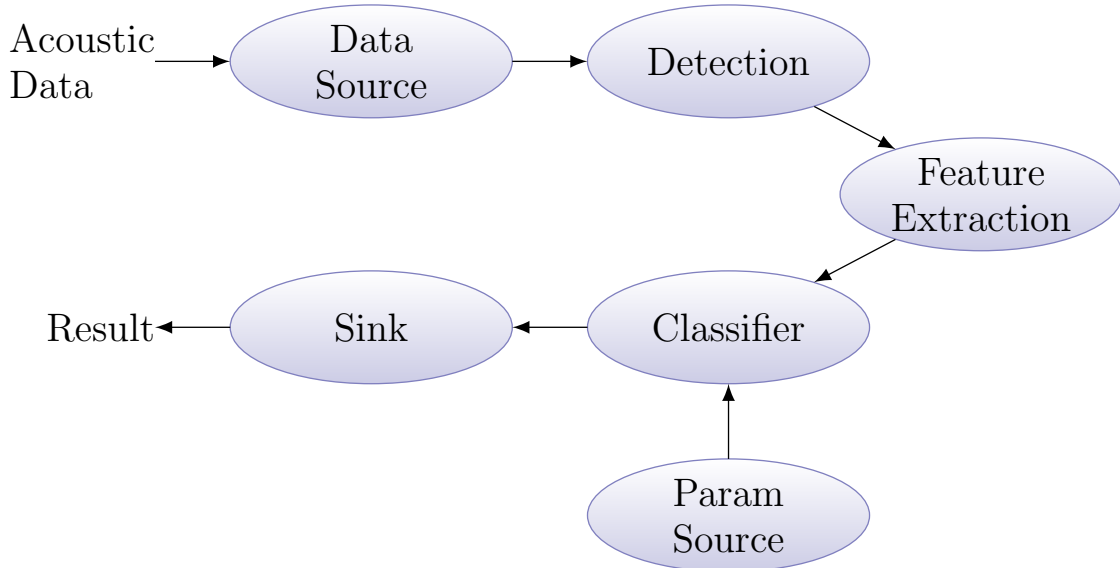 Acoustic
Data
Data
Source
Detection
Feature
Extraction
Classifier
Sink
Result
Param
Source